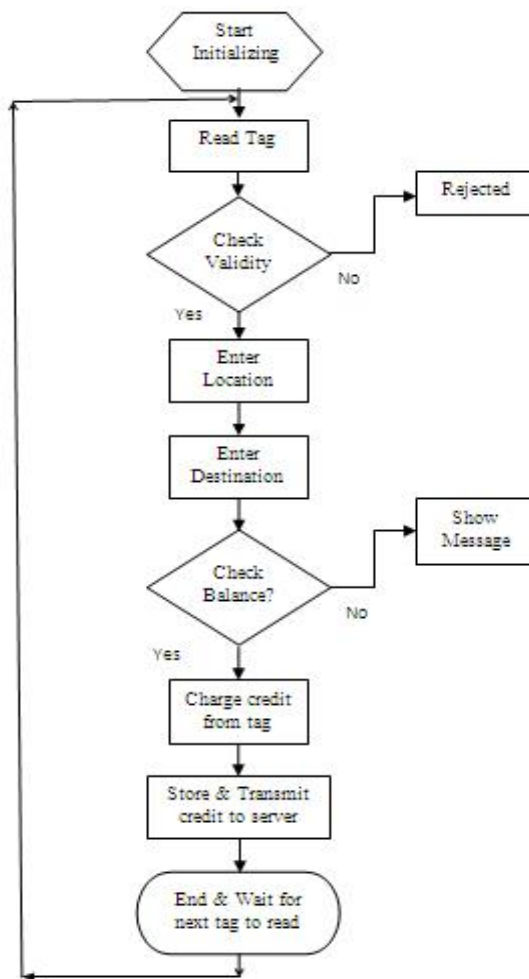 Start
Initializing
Read Tag
Rejected
Check
Validity
No
Yes
Enter
Location
Enter
Destination
Show
Message
Check
Balance?
No
Yes
Charge credit
from tag
Store & Transmit
credit to server
End & Wait for
next tag to read